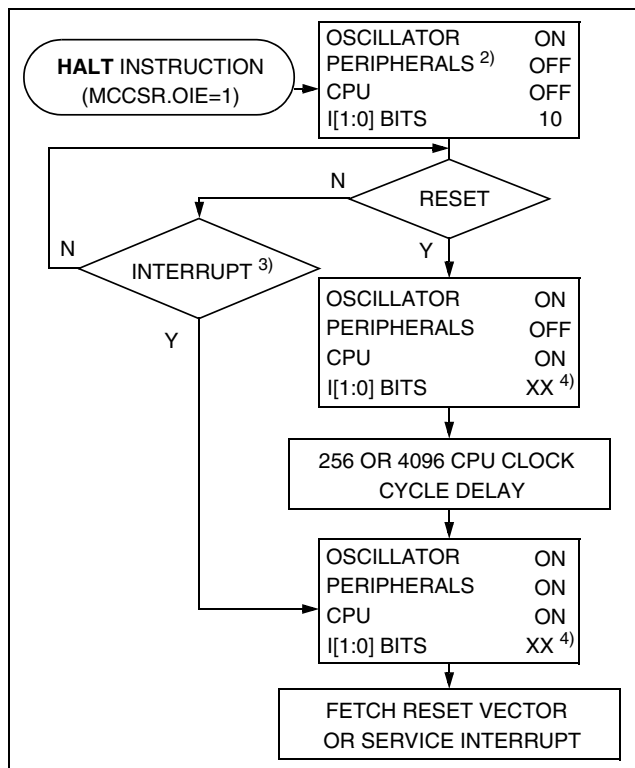 HALT INSTRUCTION
(MCCSR.OIE=1)
OSCILLATOR ON
PERIPHERALS 2) OFF
CPU OFF
I[1:0] BITS 10
RESET
N
Y
INTERRUPT 3)
N
Y
OSCILLATOR ON
PERIPHERALS OFF
CPU ON
I[1:0] BITS XX 4)
256 OR 4096 CPU CLOCK
CYCLE DELAY
OSCILLATOR ON
PERIPHERALS ON
CPU ON
I[1:0] BITS XX 4)
FETCH RESET VECTOR
OR SERVICE INTERRUPT